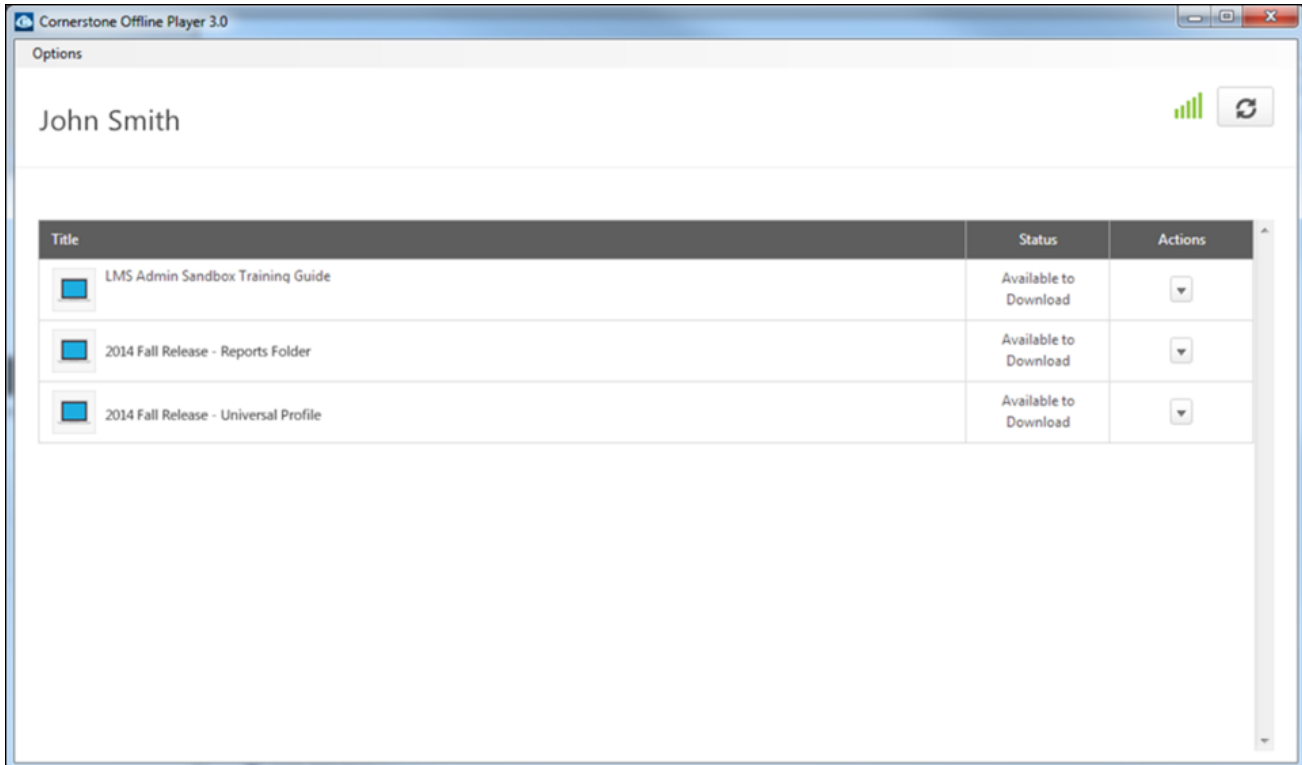 Cornerstone Offline Player 3.0
Options
John Smith
Title Status Actions
LMS Admin Sandbox Training Guide Available to
Download
2014 Fall Release - Reports Folder Available to
Download
2014 Fall Release - Universal Profile Available to
Download